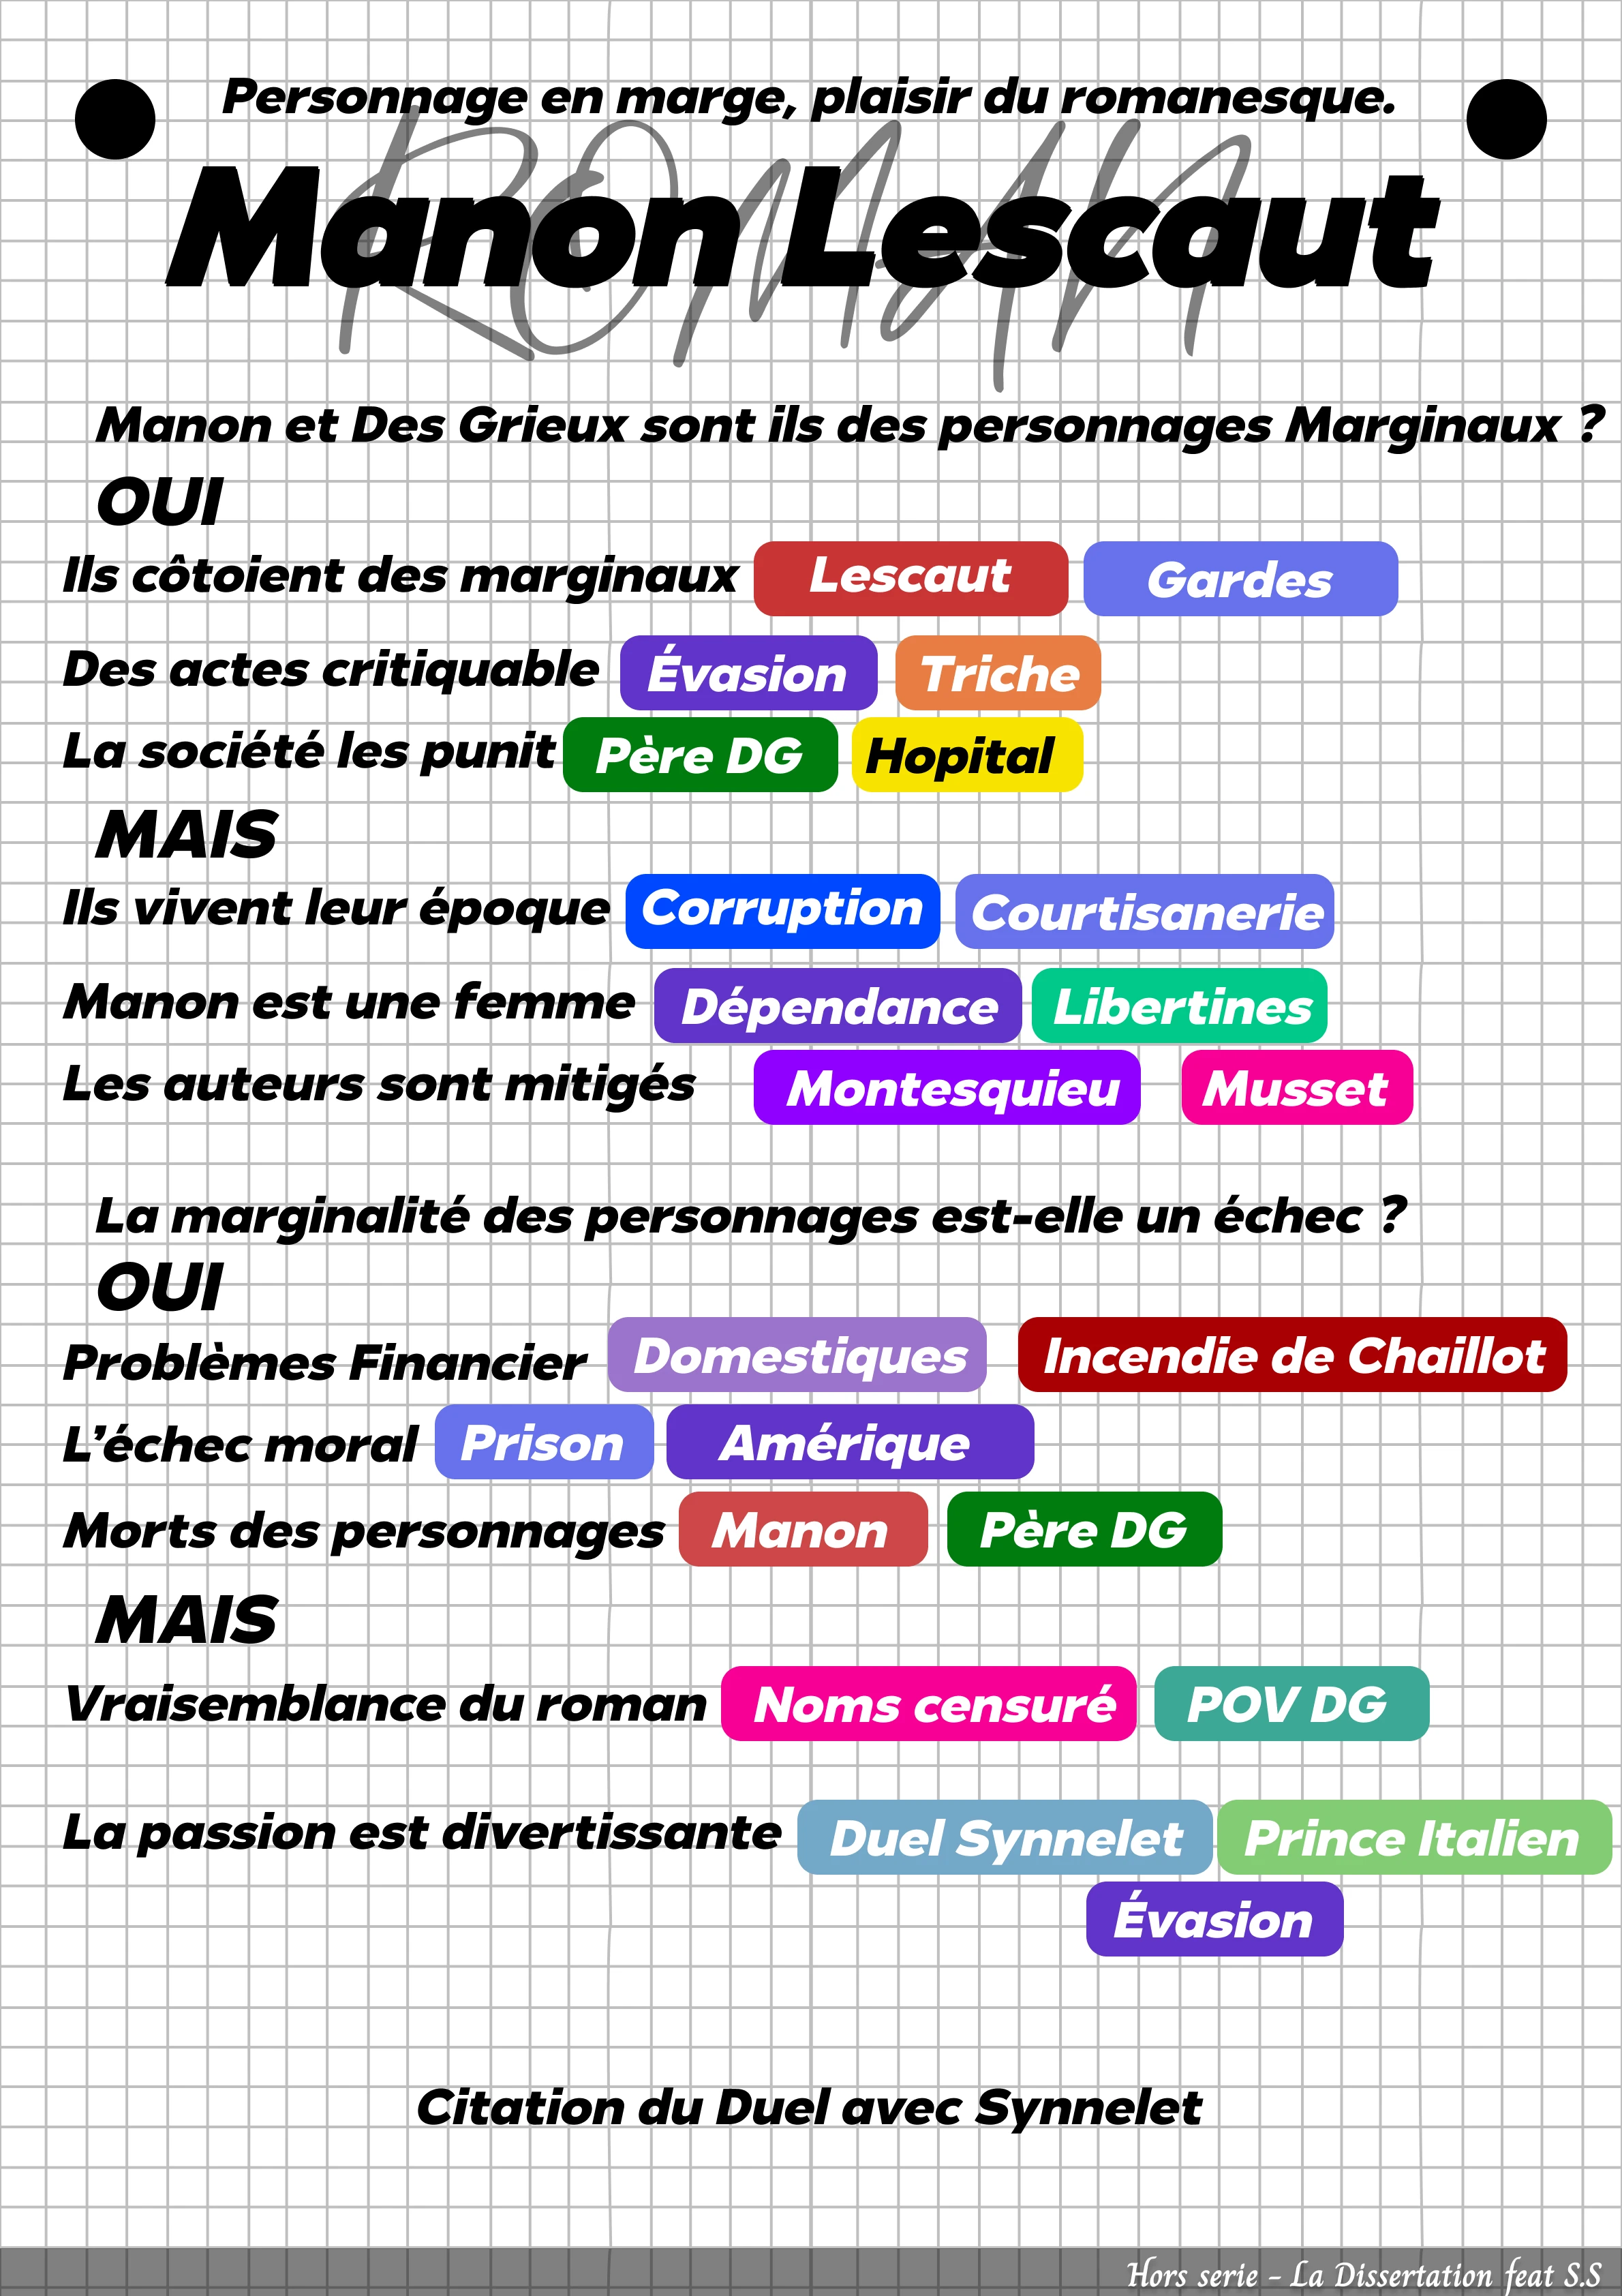 Personnage en marge, plaisir du romanesque.
ROMAN
Manon Lescaut
Manon et Des Grieux sont ils des personnages Marginaux ?
OUI
Ils côtoient des marginaux Lescaut Gardes
Des actes critiquable Évasion Triche
La société les punit Père DG Hopital
MAIS
Ils vivent leur époque Corruption Courtisanerie
Manon est une femme Dépendance Libertines
Les auteurs sont mitigés Montesquieu Musset
La marginalité des personnages est-elle un échec ?
OUI
Problèmes Financier Domestiques Incendie de Chaillot
L'échec moral Prison Amérique
Morts des personnages Manon Père DG
MAIS
Vraisemblance du roman Noms censuré POV DG
La passion est divertissante Duel Synnelet Prince Italien
Évasion
Citation du Duel avec Synnelet
Hors serie - La Dissertation feat S.S